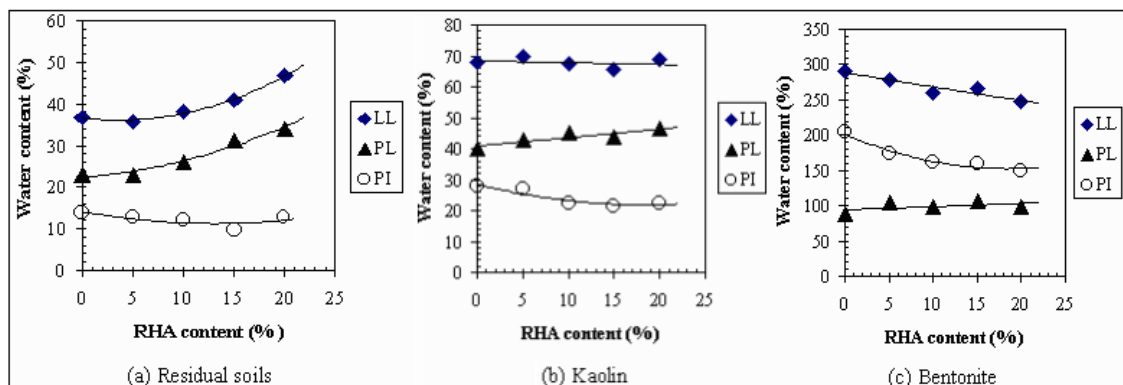 60
50
40
30
20
10
0
Water content (%)
0 5 10 15 20 25
RHA content (%)
LL
PL
PI
(a) Residual soils
80
70
60
50
40
30
20
10
0
Water content (%)
0 5 10 15 20 25
RHA content (%)
LL
PL
PI
(b) Kaolin
350
300
250
200
150
100
50
0
Water content (%)
0 5 10 15 20 25
RHA content (%)
LL
PL
PI
(c) Bentonite